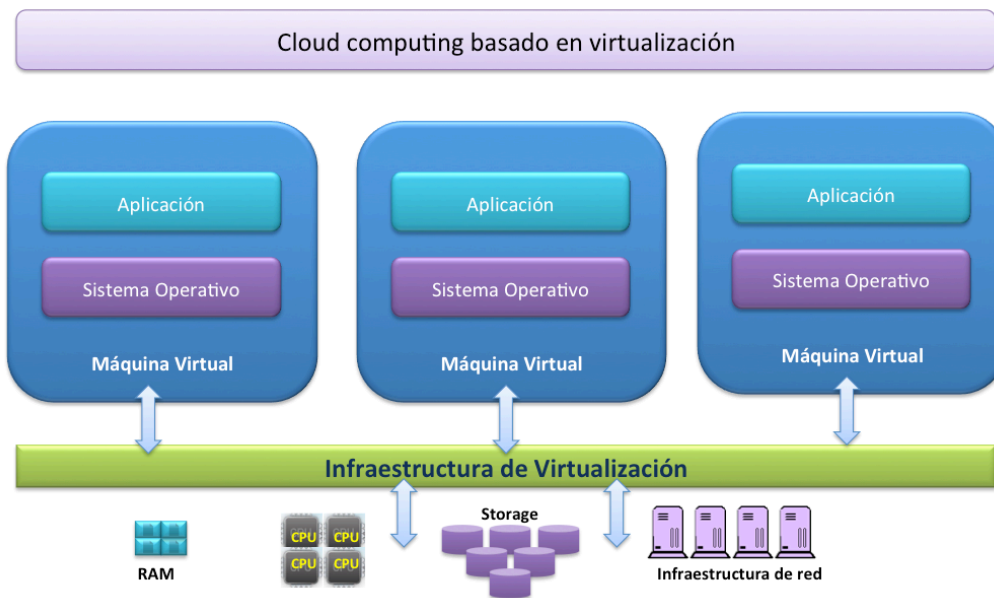 Cloud computing basado en virtualización
Aplicación
Aplicación
Aplicación
Sistema Operativo
Sistema Operativo
Sistema Operativo
Máquina Virtual
Máquina Virtual
Máquina Virtual
Infraestructura de Virtualización
RAM
CPU
CPU
CPU
CPU
Storage
Infraestructura de red